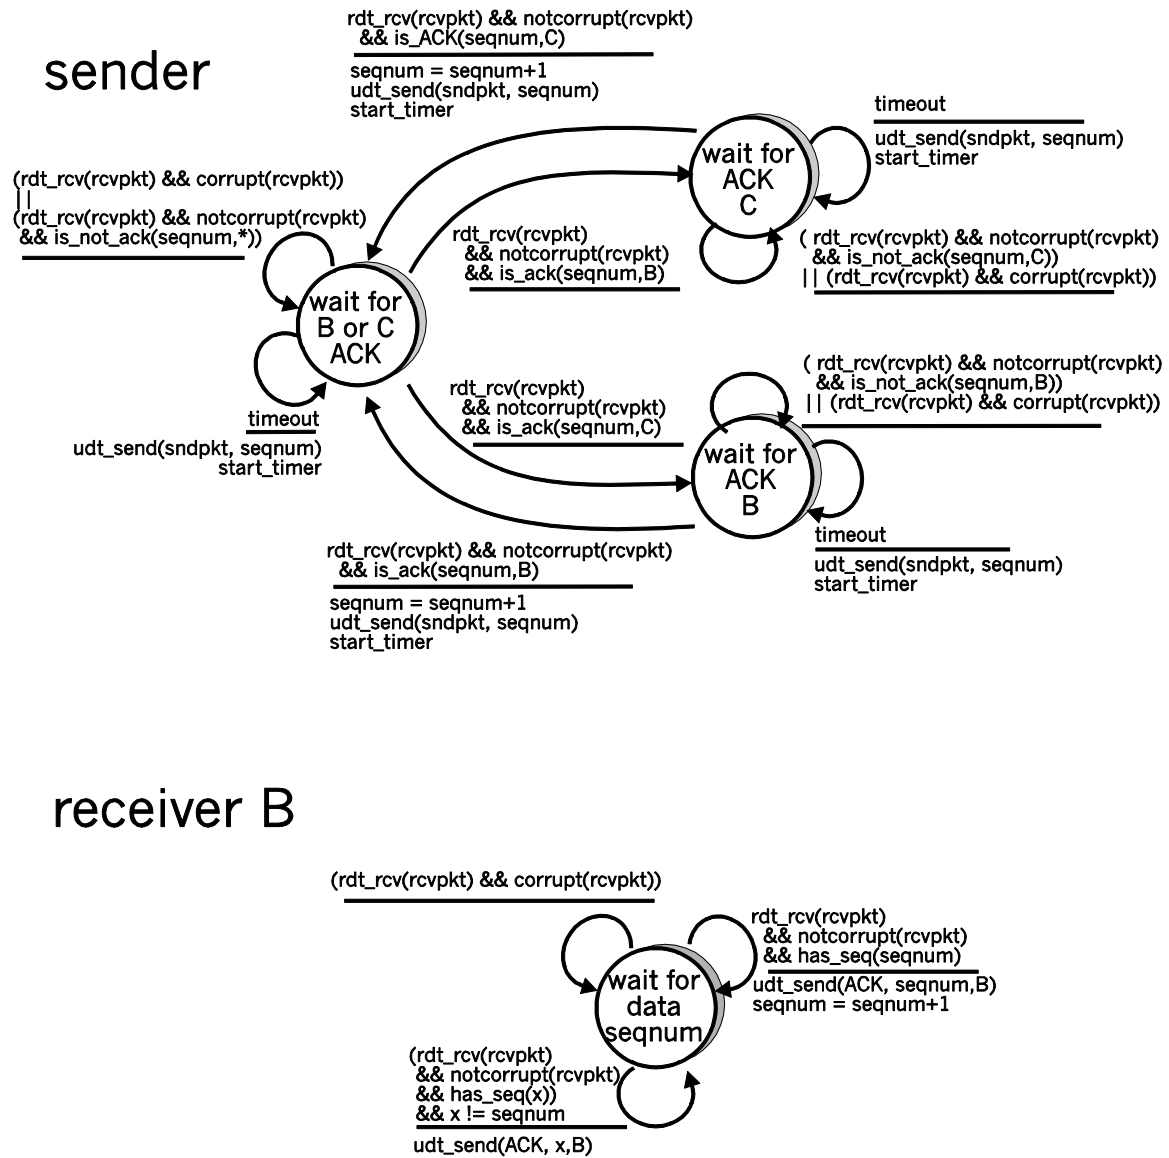 sender
rdt_rcv(rcvpkt) && notcorrupt(rcvpkt)
&& is_ACK(seqnum,C)
seqnum = seqnum+1
udt_send(sndpkt, seqnum)
start_timer
timeout
udt_send(sndpkt, seqnum)
start_timer
wait for
ACK
C
(rdt_rcv(rcvpkt) && corrupt(rcvpkt))
||
(rdt_rcv(rcvpkt) && notcorrupt(rcvpkt)
&& is_not_ack(seqnum,*))
rdt_rcv(rcvpkt)
&& notcorrupt(rcvpkt)
&& is_ack(seqnum,B)
( rdt_rcv(rcvpkt) && notcorrupt(rcvpkt)
&& is_not_ack(seqnum,C))
|| (rdt_rcv(rcvpkt) && corrupt(rcvpkt))
wait for
B or C
ACK
timeout
udt_send(sndpkt, seqnum)
start_timer
rdt_rcv(rcvpkt)
&& notcorrupt(rcvpkt)
&& is_ack(seqnum,C)
( rdt_rcv(rcvpkt) && notcorrupt(rcvpkt)
&& is_not_ack(seqnum,B))
|| (rdt_rcv(rcvpkt) && corrupt(rcvpkt))
wait for
ACK
B
timeout
udt_send(sndpkt, seqnum)
start_timer
rdt_rcv(rcvpkt) && notcorrupt(rcvpkt)
&& is_ack(seqnum,B)
seqnum = seqnum+1
udt_send(sndpkt, seqnum)
start_timer
receiver B
(rdt_rcv(rcvpkt) && corrupt(rcvpkt))
rdt_rcv(rcvpkt)
&& notcorrupt(rcvpkt)
&& has_seq(seqnum)
udt_send(ACK, seqnum,B)
seqnum = seqnum+1
wait for
data
seqnum
(rdt_rcv(rcvpkt)
&& notcorrupt(rcvpkt)
&& has_seq(x))
&& x != seqnum
udt_send(ACK, x,B)